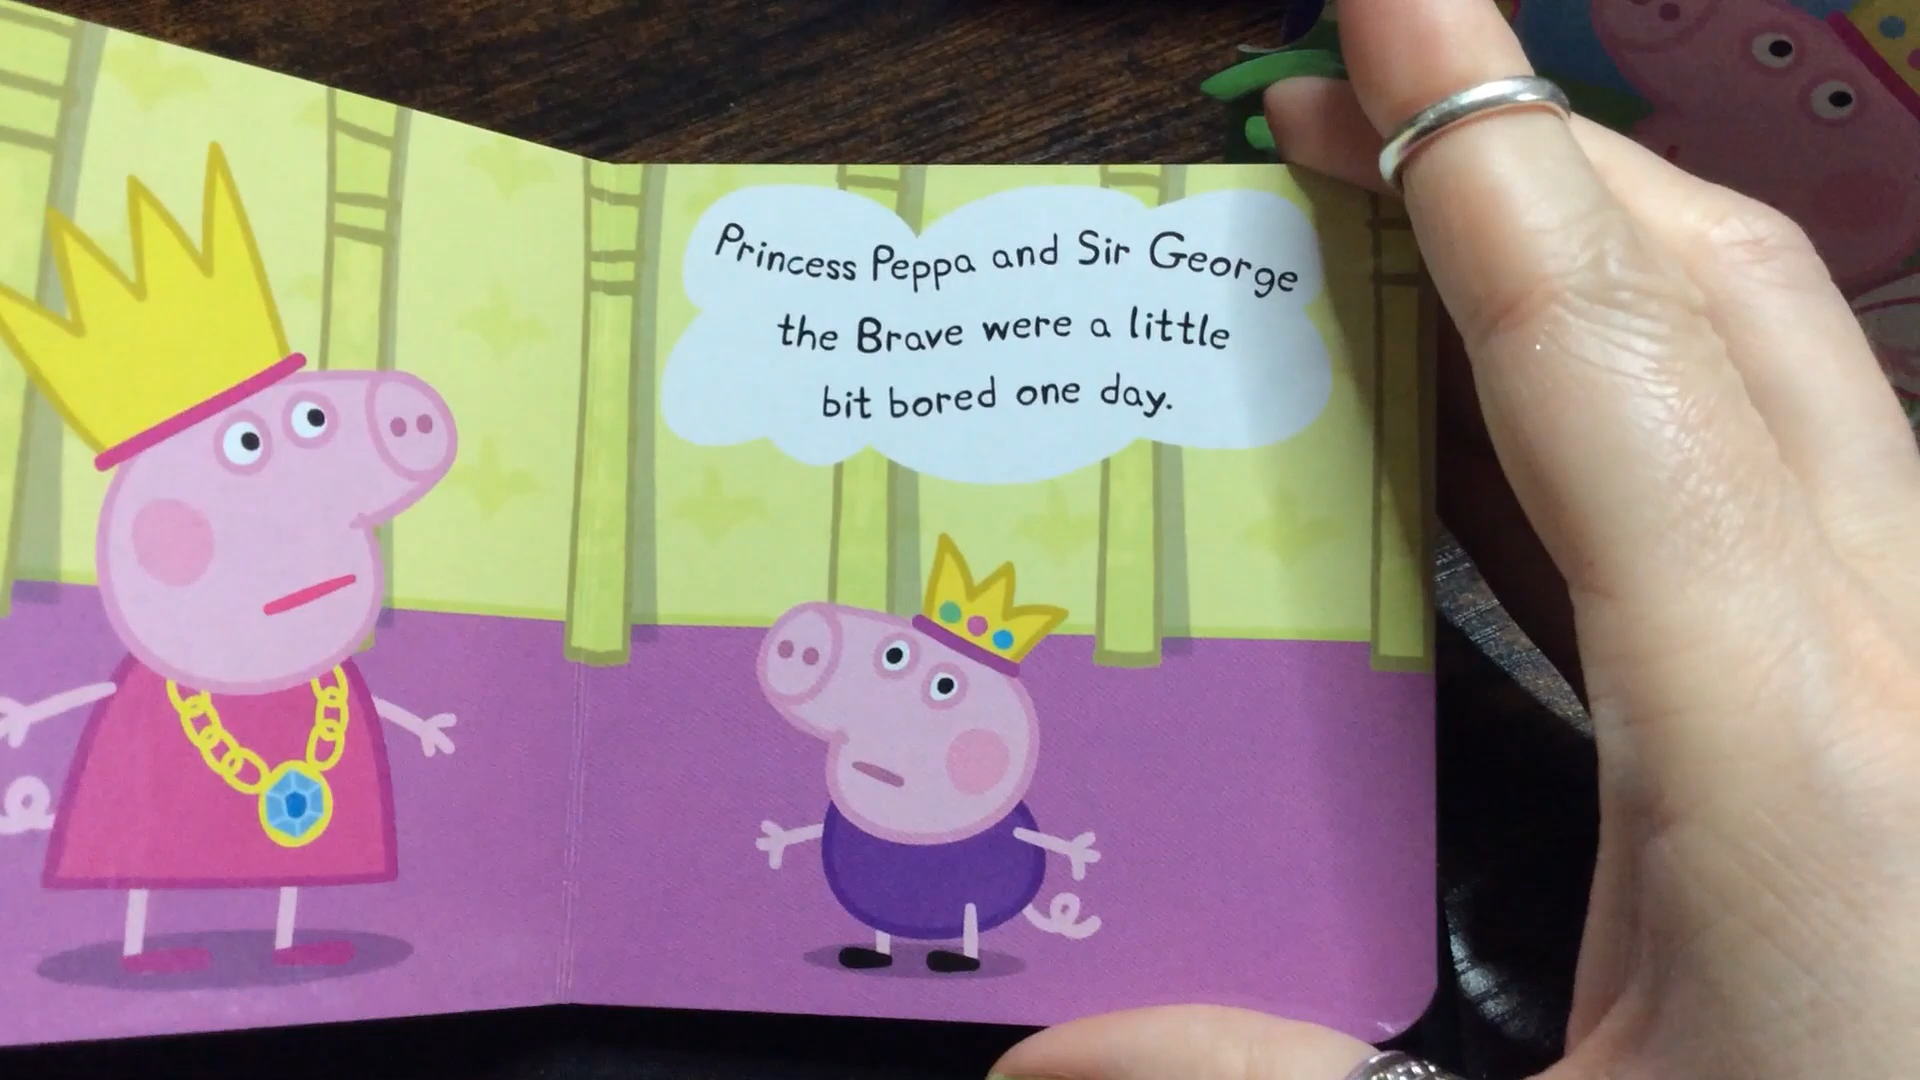 Princess Peppa and Sir George
the Brave were a little
bit bored one day.